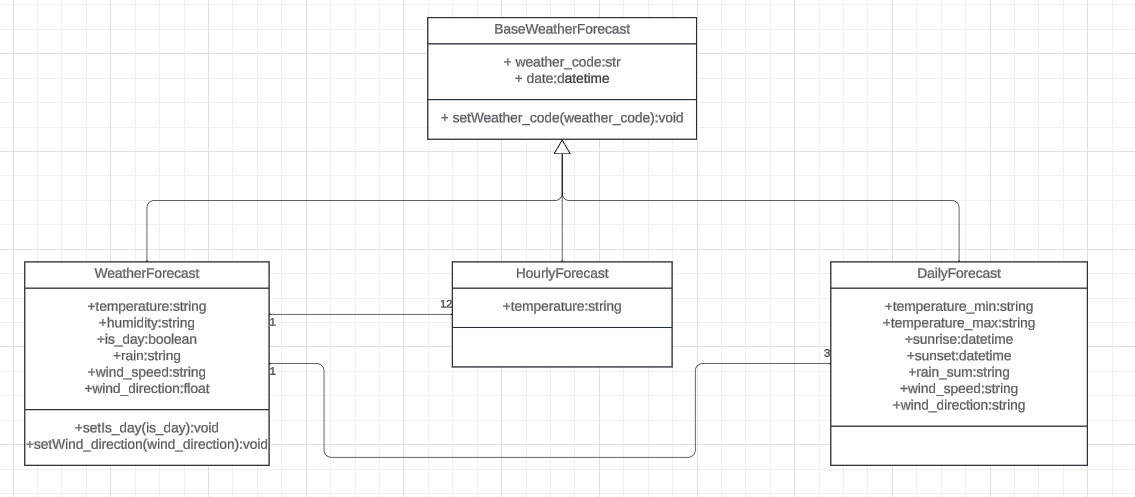 BaseWeatherForecast
+ weather_code:str
+ date:datetime
+ setWeather_code(weather_code):void
WeatherForecast
+temperature:string
+humidity:string
+is_day:boolean
+rain:string
+wind_speed:string
+wind_direction:float
+setIs_day(is_day):void
+setWind_direction(wind_direction):void
1
1
12
HourlyForecast
+temperature:string
3
DailyForecast
+temperature_min:string
+temperature_max:string
+sunrise:datetime
+sunset:datetime
+rain_sum:string
+wind_speed:string
+wind_direction:string